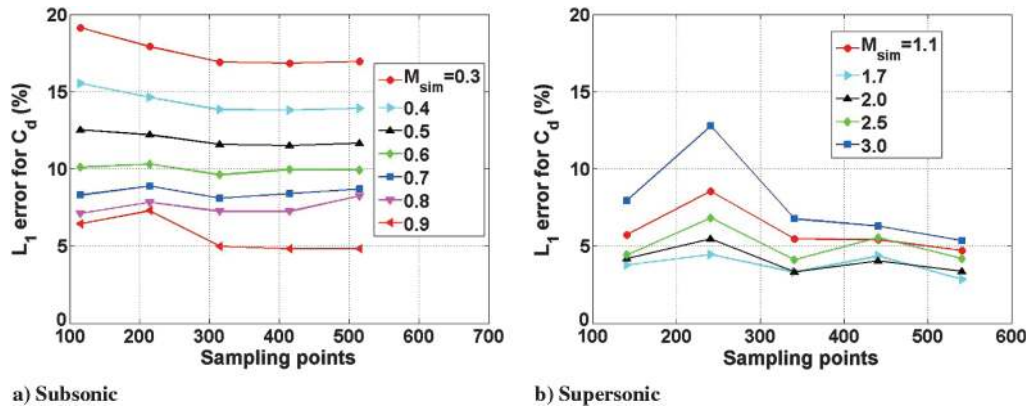 20
15
10
5
0
L1 error for Cd (%)
100 200 300 400 500 600 700
Sampling points
Msim=0.3
0.4
0.5
0.6
0.7
0.8
0.9
a) Subsonic
20
15
10
5
0
L1 error for Cd (%)
100 200 300 400 500 600
Sampling points
Msim=1.1
1.7
2.0
2.5
3.0
b) Supersonic